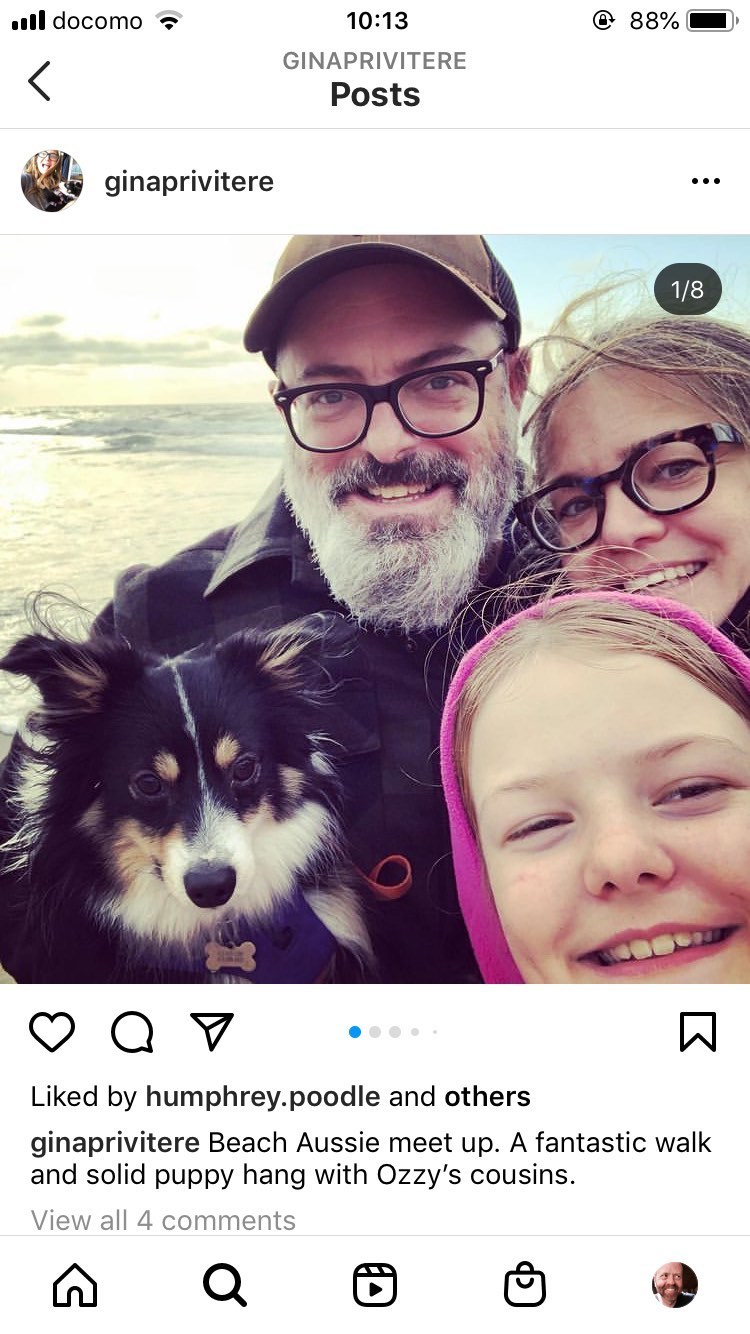 docomo 10:13 88%
GINAPRIVITERE
Posts
ginaprivitere
1/8
Liked by humphrey.poodle and others
ginaprivitere Beach Aussie meet up. A fantastic walk
and solid puppy hang with Ozzy’s cousins.
View all 4 comments